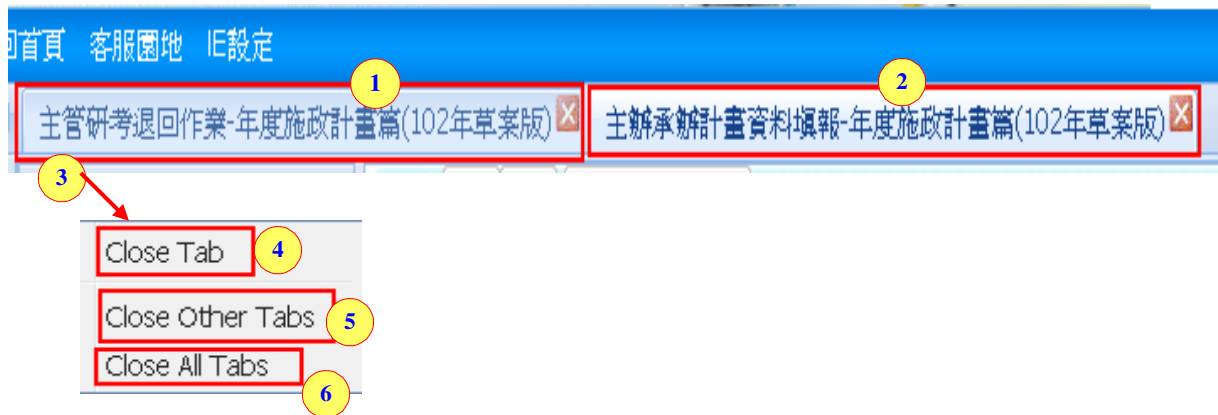 回首頁 客服園地 IE設定
1
2
主管研考退回作業-年度施政計畫篇(102年草案版)
主辦承辦計畫資料填報-年度施政計畫篇(102年草案版)
3
Close Tab
4
Close Other Tabs
5
Close All Tabs
6